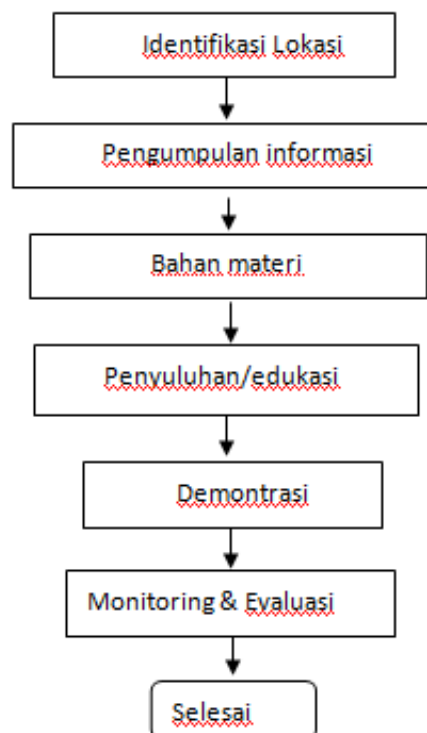 Identifikasi Lokasi
Pengumpulan informasi
Bahan materi
Penyuluhan/edukasi
Demontrasi
Monitoring & Evaluasi
Selesai